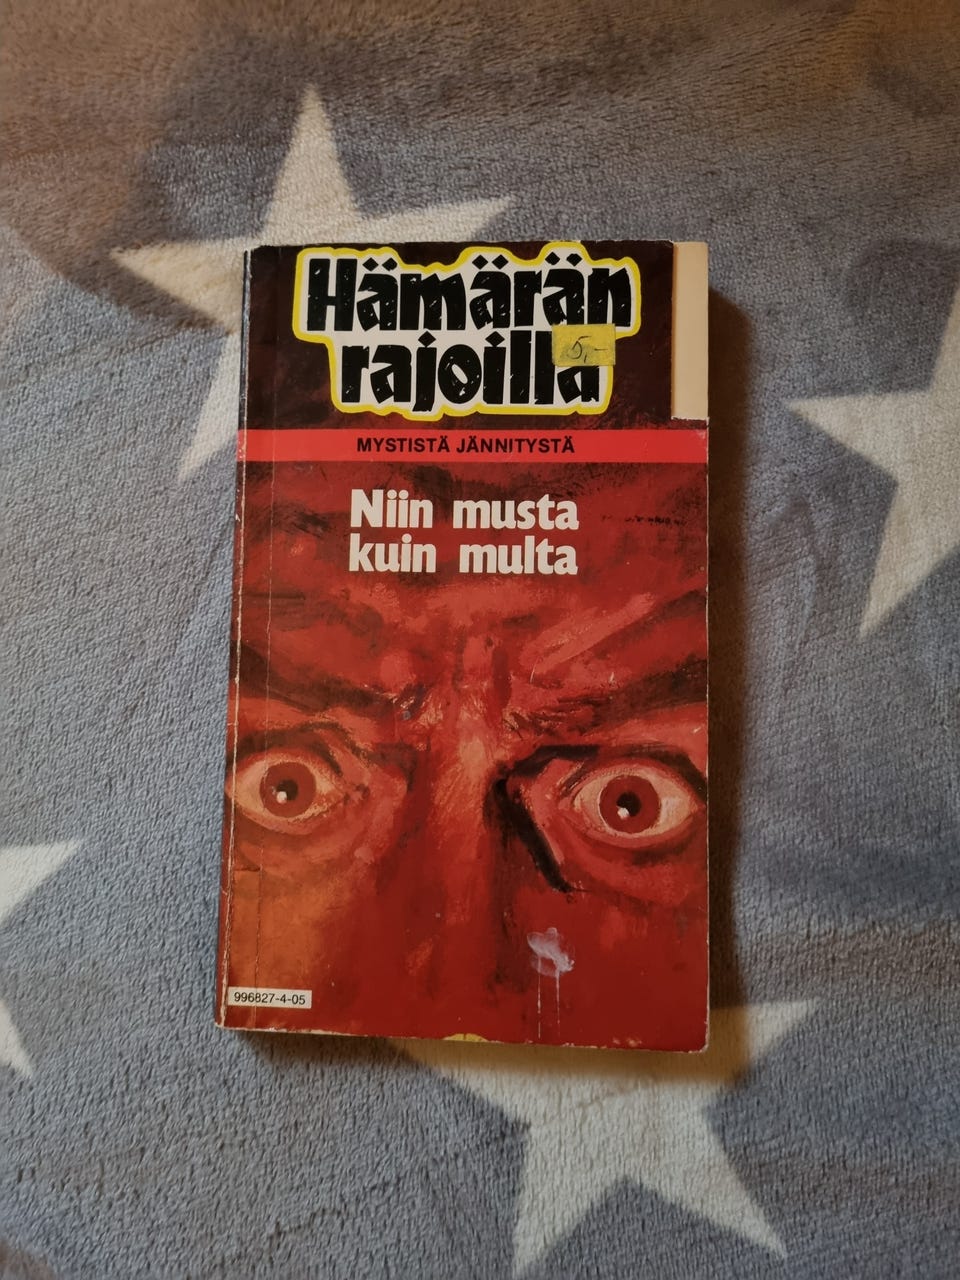 Hämärän
rajoilla
5,-
MYSTISTÄ JÄNNITYSTÄ
Niin musta
kuin multa
996827-4-05